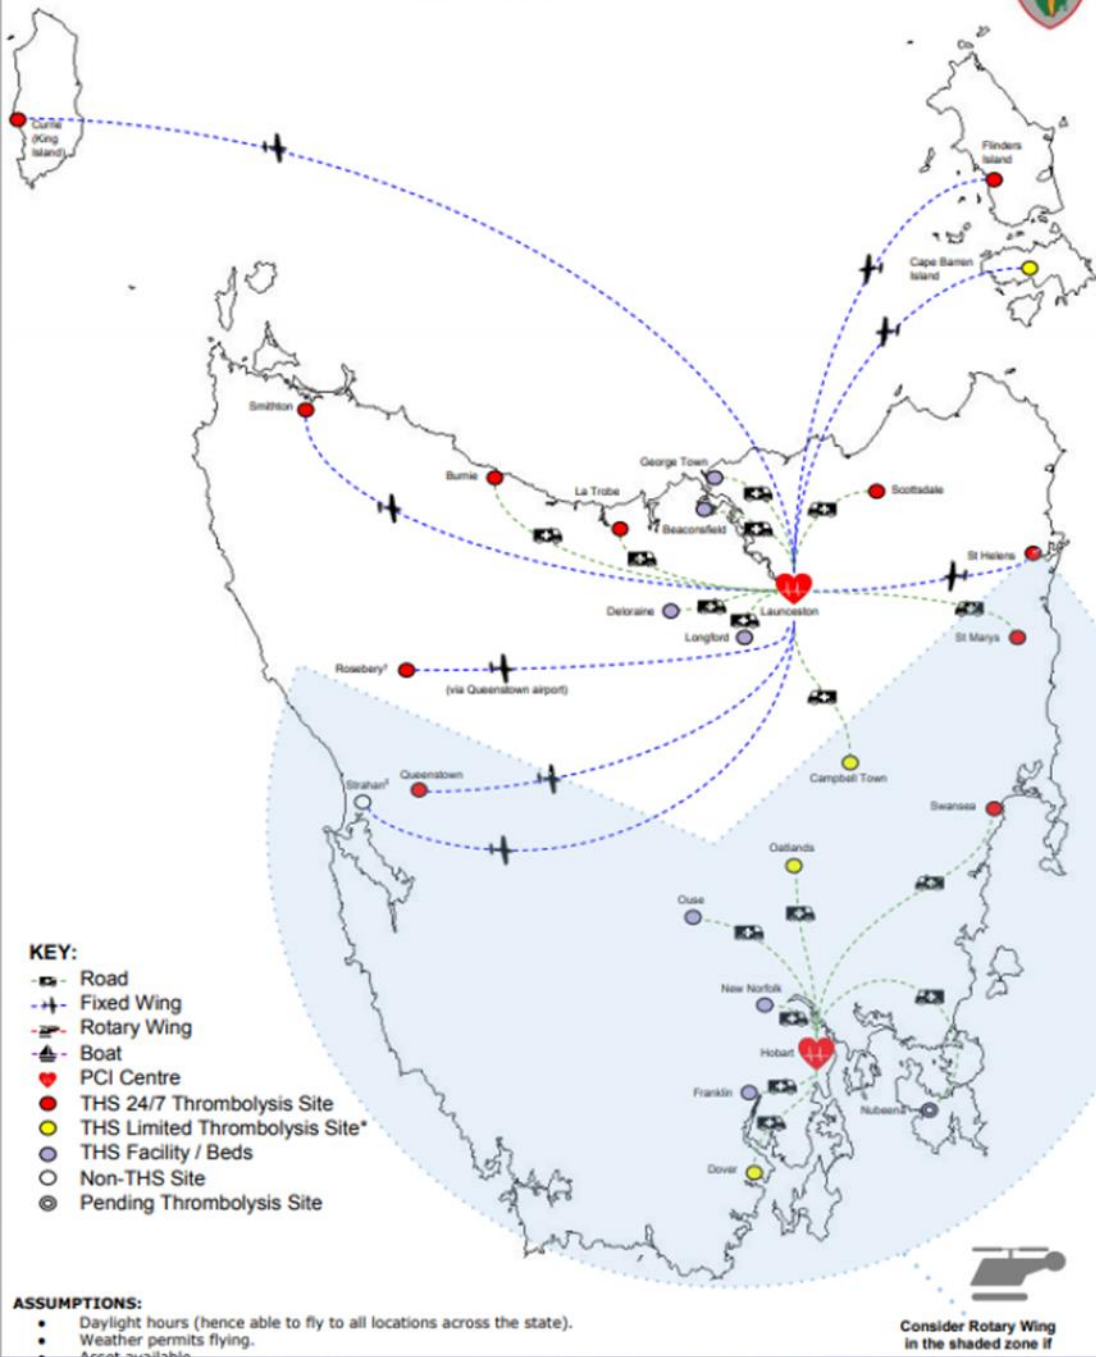 Currie
(King
Island)
Flinders
Island
Cape Barren
Island
Smithton
Burnie
La Trobe
George Town
Beaconsfield
Scottsdale
St Helens
Launceston
Deloraine
Longford
St Marys
Rosebery†
(via Queenstown airport)
Campbell Town
Queenstown
Strahan‡
Swansea
Oatlands
Ouse
New Norfolk
Hobart
Franklin
Nubeena
Dover
KEY:
Road
Fixed Wing
Rotary Wing
Boat
PCI Centre
THS 24/7 Thrombolysis Site
THS Limited Thrombolysis Site*
THS Facility / Beds
Non-THS Site
Pending Thrombolysis Site
ASSUMPTIONS:
• Daylight hours (hence able to fly to all locations across the state).
• Weather permits flying.
• Asset available
Consider Rotary Wing
in the shaded zone if